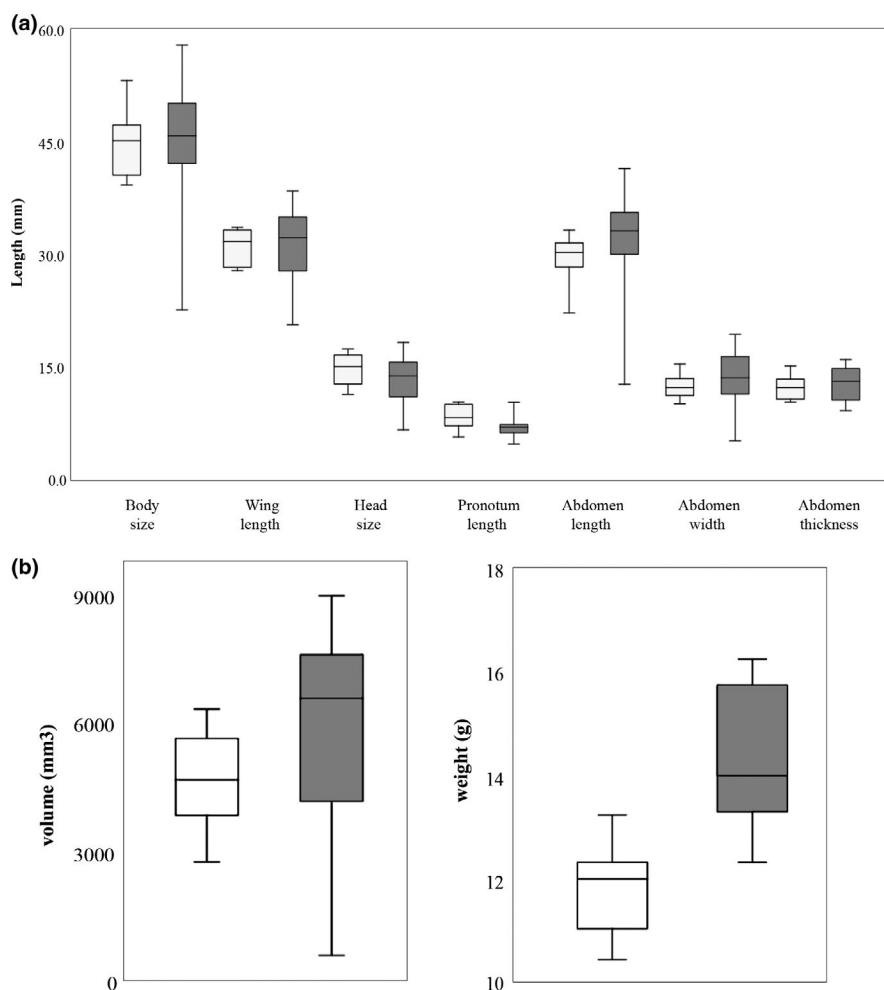 (a)
60.0
45.0
30.0
15.0
0.0
Length (mm)
Body size
Wing length
Head size
Pronotum length
Abdomen length
Abdomen width
Abdomen thickness
(b)
9000
6000
3000
0
volume (mm3)
18
16
14
12
10
weight (g)